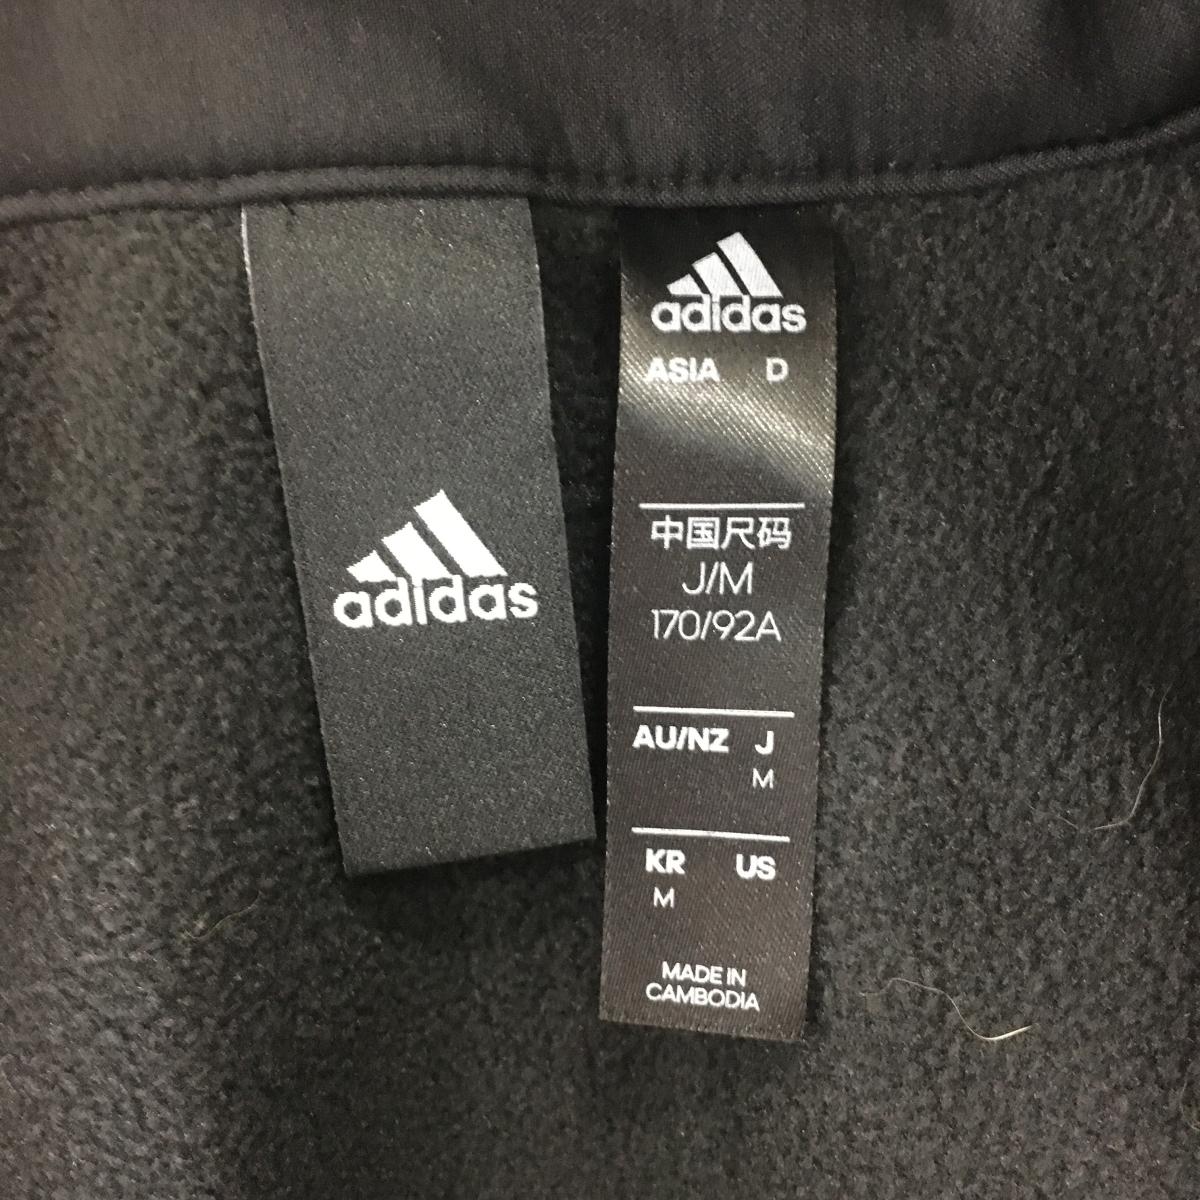 adidas
adidas
ASIA D
中国尺码
J/M
170/92A
AU/NZ J
M
KR US
M
MADE IN
CAMBODIA